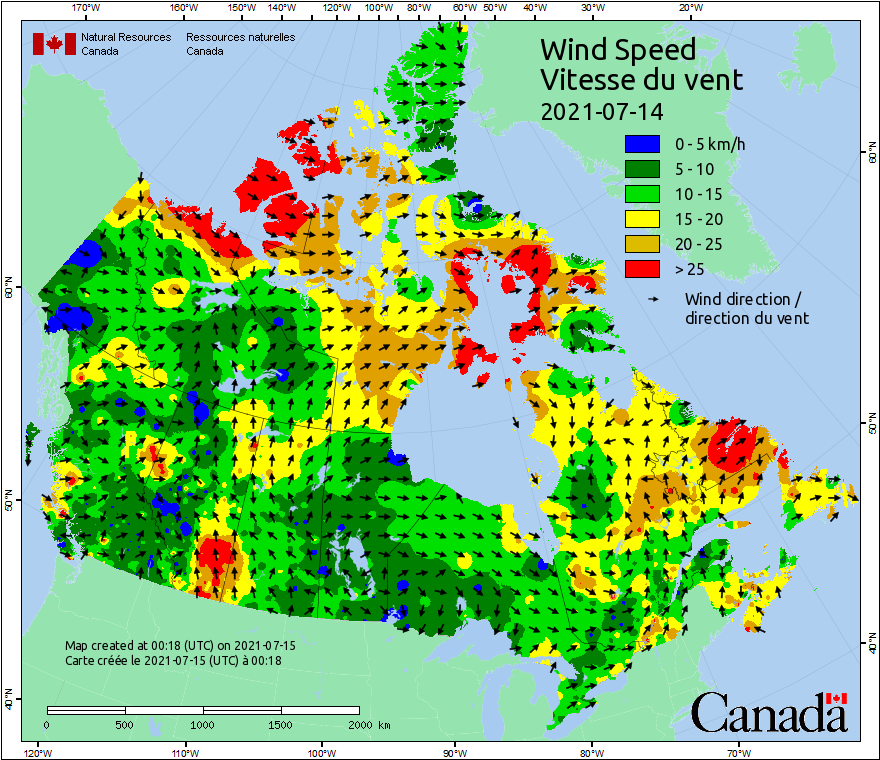 170°W 160°W 150°W 140°W 130°W 120°W 110°W 100°W 90°W 80°W 70°W 60°W 50°W 40°W 30°W 20°W
Natural Resources Ressources naturelles
Canada Canada
Wind Speed
Vitesse du vent
2021-07-14
0 - 5 km/h
5 - 10
10 - 15
15 - 20
20 - 25
> 25
Wind direction /
direction du vent
60°N 60°N
50°N 50°N
40°N 40°N
Map created at 00:18 (UTC) on 2021-07-15
Carte créée le 2021-07-15 (UTC) à 00:18
0 500 1000 1500 2000 km
Canada
120°W 110°W 100°W 90°W 80°W 70°W